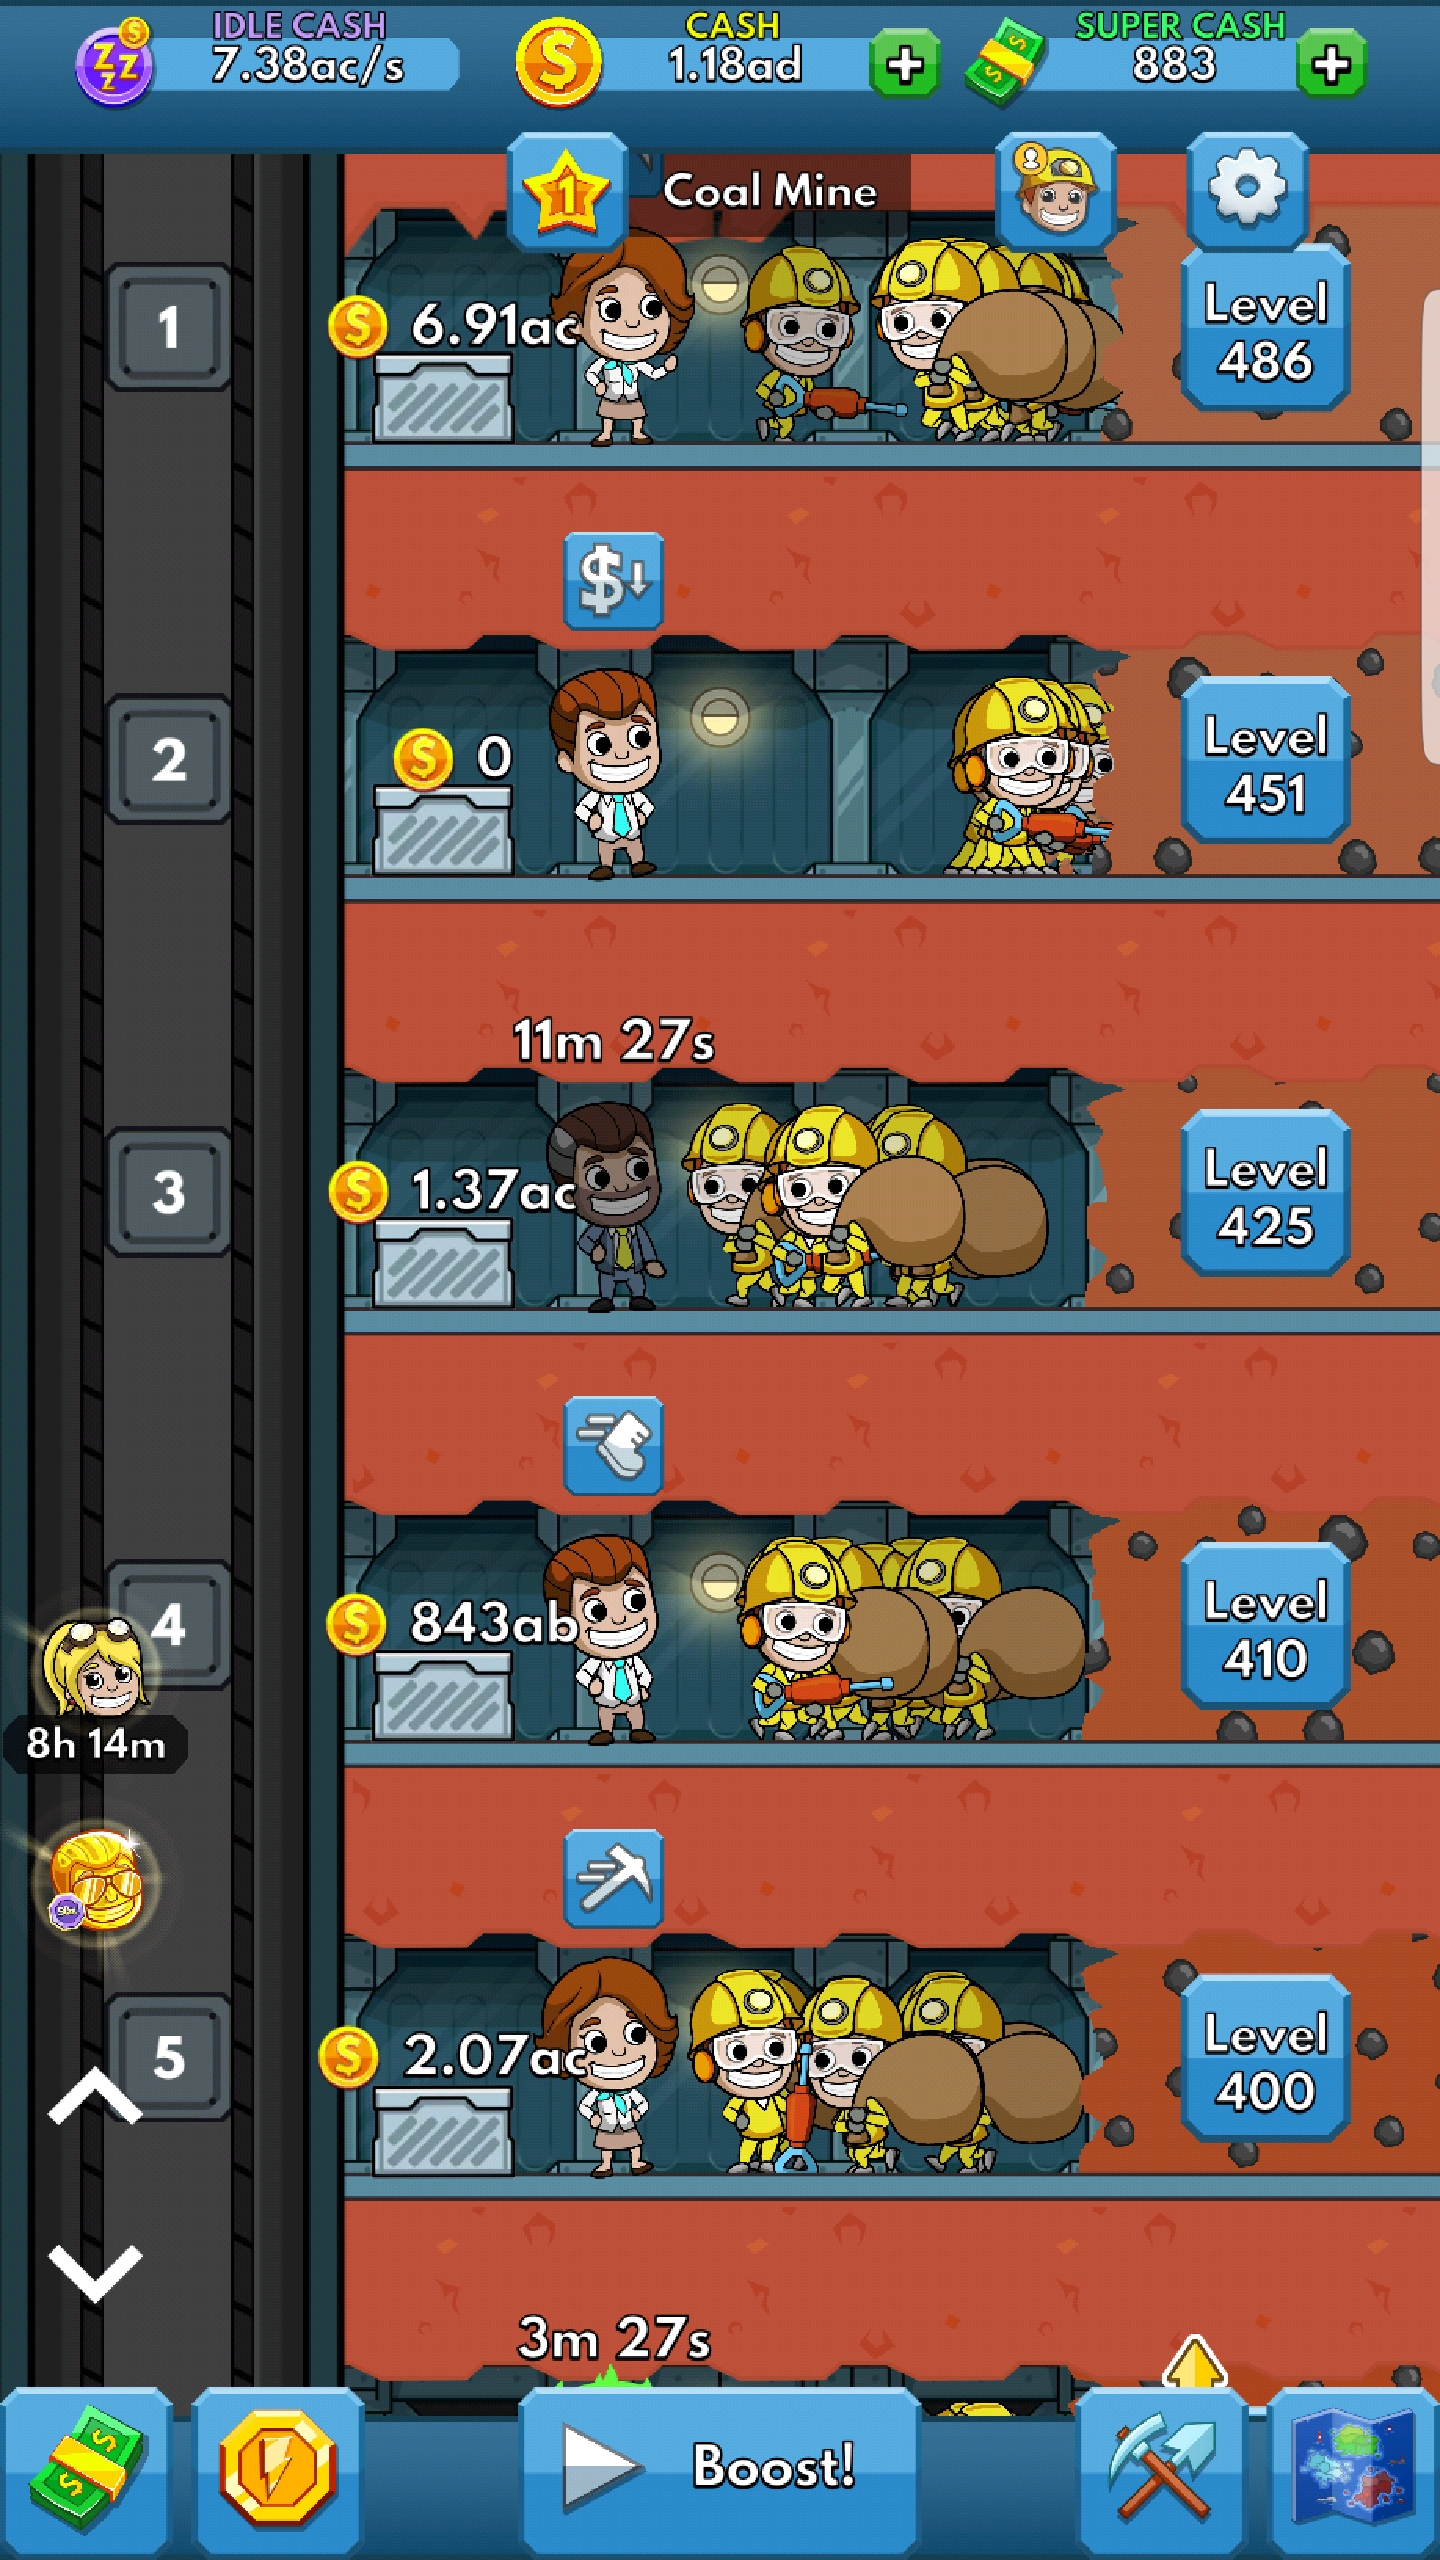 IDLE CASH
7.38ac/s
CASH
1.18ad
SUPER CASH
883
1
Coal Mine
1
6.91ac
Level
486
2
0
Level
451
11m 27s
3
1.37ac
Level
425
4
843ab
Level
410
8h 14m
5
2.07ac
Level
400
3m 27s
Boost!